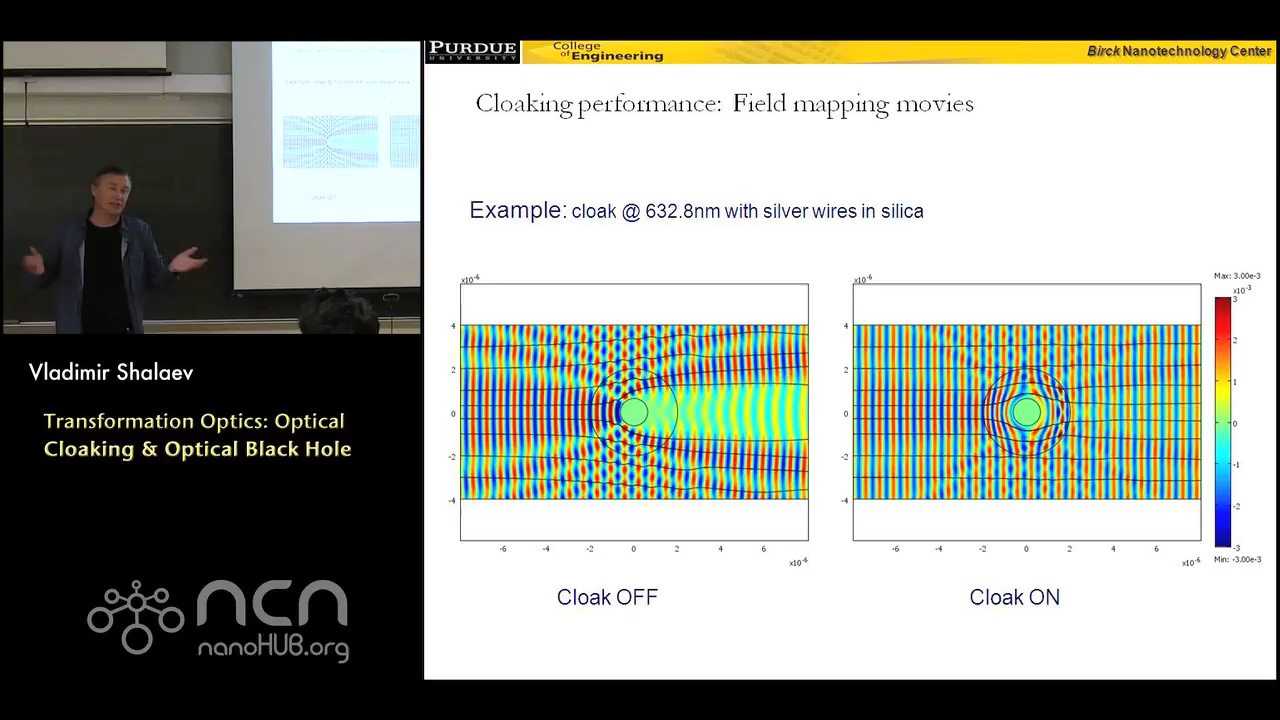 PURDUE
UNIVERSITY
College
of Engineering
Birck Nanotechnology Center
Cloaking performance: Field mapping movies
Example: cloak @ 632.8nm with silver wires in silica
x10^-6
4
2
0
-2
-4
-6
-4
-2
0
2
4
6
x10^-6
Cloak OFF
x10^-6
4
2
0
-2
-4
-6
-4
-2
0
2
4
6
x10^-6
Cloak ON
Max: 3.00e-3
x10^-3
3
2
1
0
-1
-2
-3
Min: -3.00e-3
Vladimir Shalaev
Transformation Optics: Optical
Cloaking & Optical Black Hole
ncn
nanoHUB.org